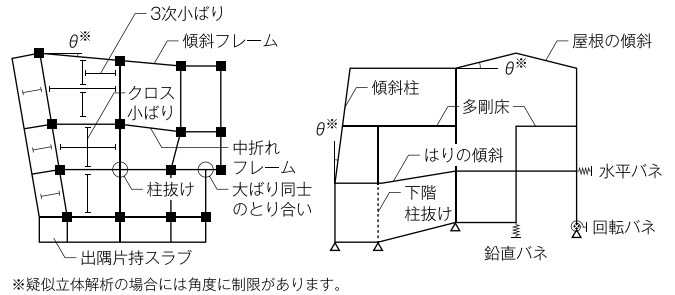 3次小ばり
θ※
傾斜フレーム
クロス
小ばり
中折れ
フレーム
柱抜け
大ばり同士
のとり合い
出隅片持スラブ
屋根の傾斜
θ※
傾斜柱
多剛床
θ※
はりの傾斜
水平バネ
下階
柱抜け
回転バネ
鉛直バネ
※疑似立体解析の場合には角度に制限があります。